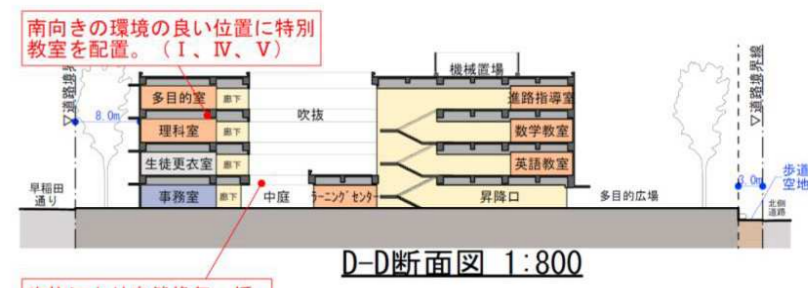 南向きの環境の良い位置に特別
教室を配置。（Ⅰ、Ⅳ、Ⅴ）
▽道路境界
8.0m
早稲田
通り
多目的室 廊下
理科室 廊下
生徒更衣室 廊下
事務室 廊下
吹抜
中庭
ラーニングセンター
機械置場
進路指導室
数学教室
英語教室
昇降口
多目的広場
▽道路境界線
3.0m
歩道
空地
北側
道路
D-D断面図 1:800